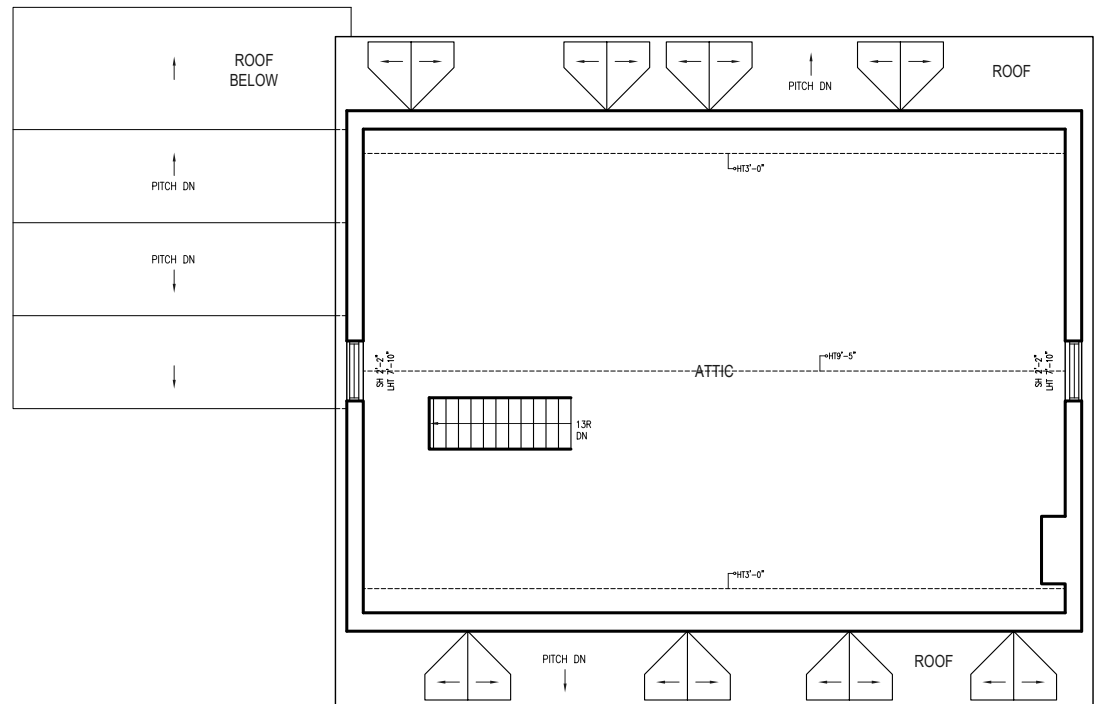 ROOF
BELOW
PITCH DN
ROOF
PITCH DN
HT3'-0"
PITCH DN
HT9'-5"
SH 2'-2"
LHT 7'-10"
ATTIC
SH 2'-2"
LHT 7'-10"
13R
DN
HT3'-0"
PITCH DN
ROOF